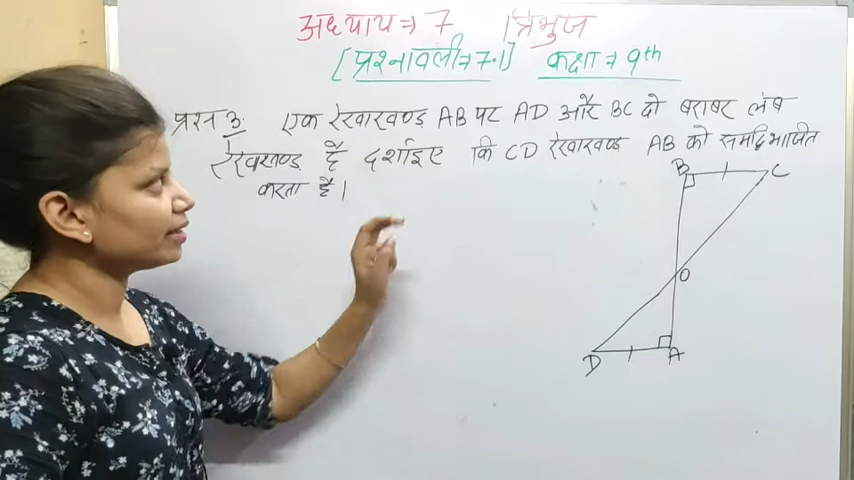 अध्याय ⇒ 7 त्रिभुज
[प्रश्नावली ⇒ 7.1] कक्षा ⇒ 9th
प्रश्न 3. एक रेखाखण्ड AB पर AD और BC दो बराबर लंब
रेखाखण्ड है दर्शाइए कि CD रेखाखण्ड AB को समद्विभाजित
करता है।
B C
O
D A